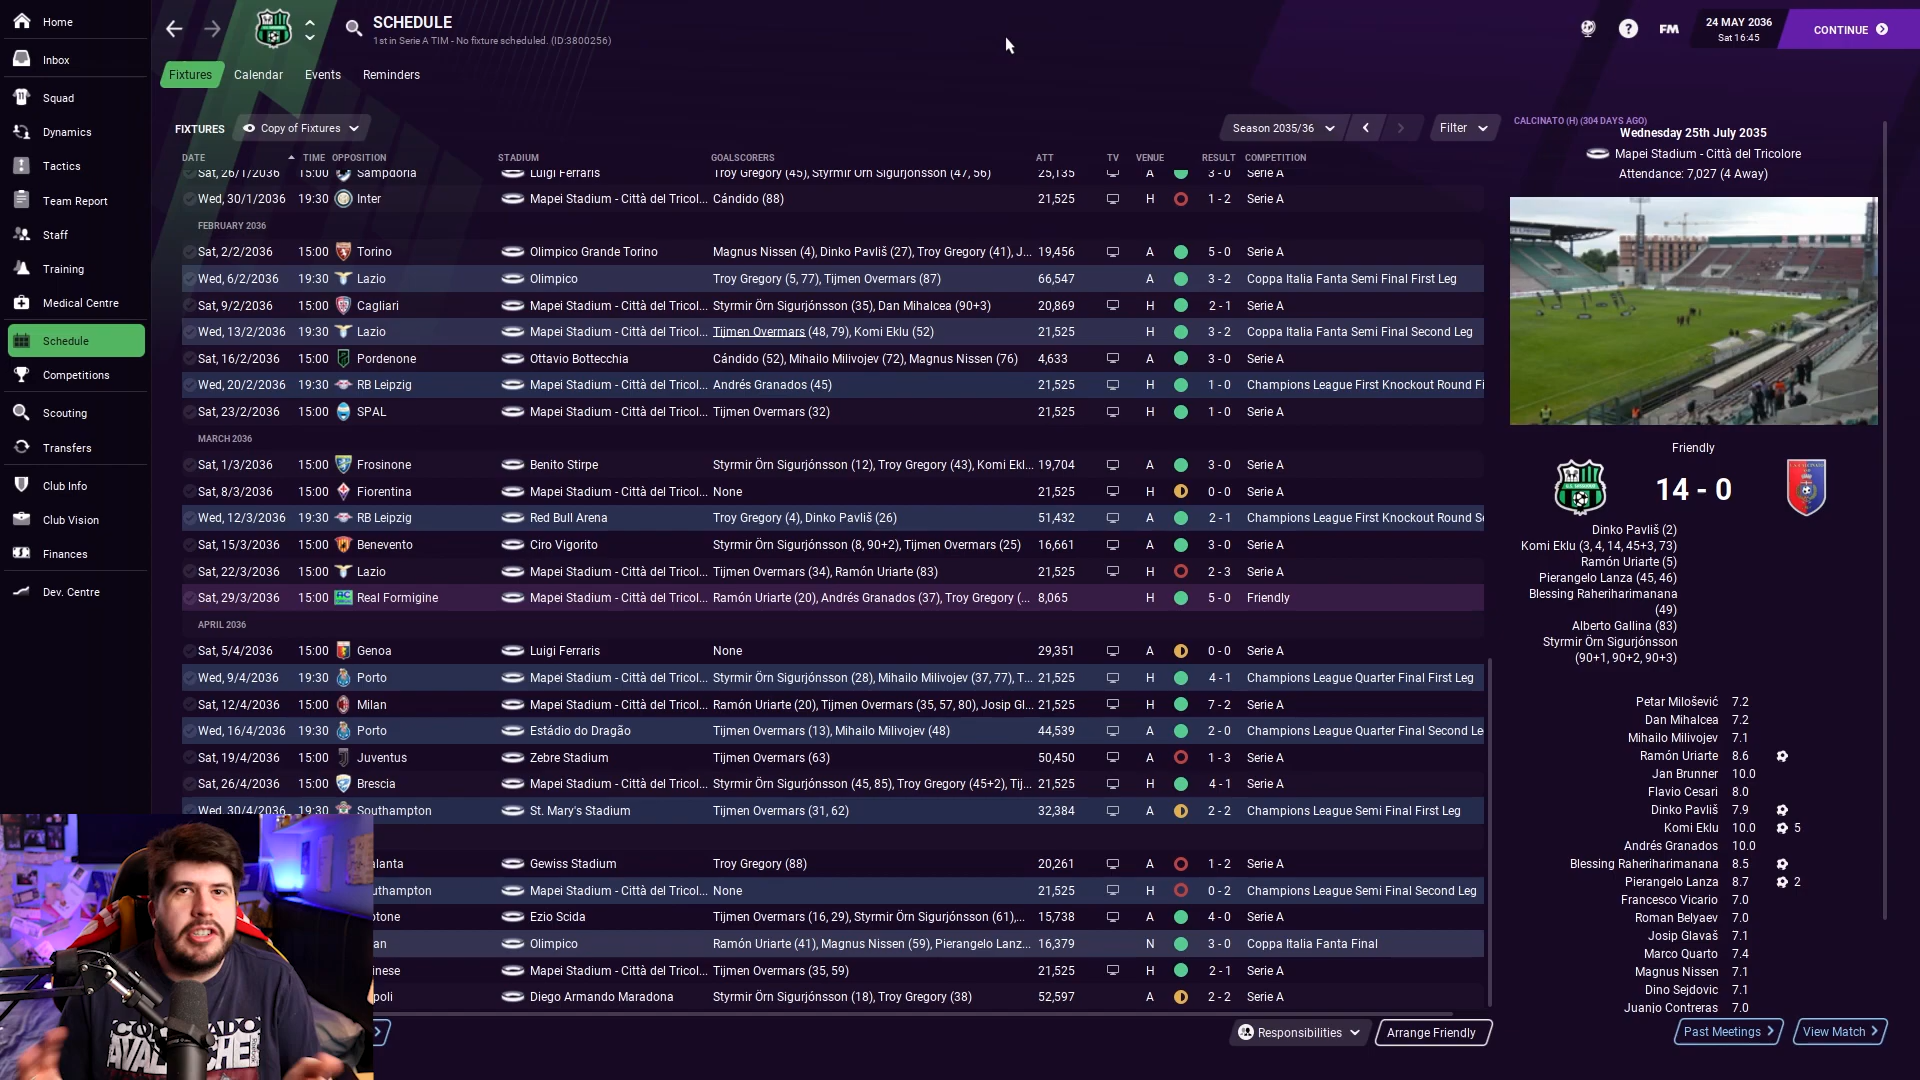 Home
Inbox
Squad
Dynamics
Tactics
Team Report
Staff
Training
Medical Centre
Schedule
Competitions
Scouting
Transfers
Club Info
Club Vision
Finances
Dev. Centre
SCHEDULE
1st in Serie A TIM - No fixture scheduled. (ID:3800256)
FM
24 MAY 2036
Sat 16:45
CONTINUE
Fixtures Calendar Events Reminders
FIXTURES Copy of Fixtures
Season 2035/36 Filter
DATE TIME OPPOSITION STADIUM GOALSCORERS ATT TV VENUE RESULT COMPETITION
Sat, 26/1/2036 15:00 Sampdoria Luigi Ferraris Troy Gregory (45), Styrmir Örn Sigurjónsson (47, 56) 25,135 A 3 - 0 Serie A
Wed, 30/1/2036 19:30 Inter Mapei Stadium - Città del Tricol... Cándido (88) 21,525 H 1 - 2 Serie A
FEBRUARY 2036
Sat, 2/2/2036 15:00 Torino Olimpico Grande Torino Magnus Nissen (4), Dinko Pavliš (27), Troy Gregory (41), J... 19,456 A 5 - 0 Serie A
Wed, 6/2/2036 19:30 Lazio Olimpico Troy Gregory (5, 77), Tijmen Overmars (87) 66,547 A 3 - 2 Coppa Italia Fanta Semi Final First Leg
Sat, 9/2/2036 15:00 Cagliari Mapei Stadium - Città del Tricol... Styrmir Örn Sigurjónsson (35), Dan Mihalcea (90+3) 20,869 H 2 - 1 Serie A
Wed, 13/2/2036 19:30 Lazio Mapei Stadium - Città del Tricol... Tijmen Overmars (48, 79), Komi Eklu (52) 21,525 H 3 - 2 Coppa Italia Fanta Semi Final Second Leg
Sat, 16/2/2036 15:00 Pordenone Ottavio Bottecchia Cándido (52), Mihailo Milivojev (72), Magnus Nissen (76) 4,633 A 3 - 0 Serie A
Wed, 20/2/2036 19:30 RB Leipzig Mapei Stadium - Città del Tricol... Andrés Granados (45) 21,525 H 1 - 0 Champions League First Knockout Round Fi
Sat, 23/2/2036 15:00 SPAL Mapei Stadium - Città del Tricol... Tijmen Overmars (32) 21,525 H 1 - 0 Serie A
MARCH 2036
Sat, 1/3/2036 15:00 Frosinone Benito Stirpe Styrmir Örn Sigurjónsson (12), Troy Gregory (43), Komi Ekl... 19,704 A 3 - 0 Serie A
Sat, 8/3/2036 15:00 Fiorentina Mapei Stadium - Città del Tricol... None 21,525 H 0 - 0 Serie A
Wed, 12/3/2036 19:30 RB Leipzig Red Bull Arena Troy Gregory (4), Dinko Pavliš (26) 51,432 A 2 - 1 Champions League First Knockout Round Se
Sat, 15/3/2036 15:00 Benevento Ciro Vigorito Styrmir Örn Sigurjónsson (8, 90+2), Tijmen Overmars (25) 16,661 A 3 - 0 Serie A
Sat, 22/3/2036 15:00 Lazio Mapei Stadium - Città del Tricol... Tijmen Overmars (34), Ramón Uriarte (83) 21,525 H 2 - 3 Serie A
Sat, 29/3/2036 15:00 Real Formigine Mapei Stadium - Città del Tricol... Ramón Uriarte (20), Andrés Granados (37), Troy Gregory (... 8,065 H 5 - 0 Friendly
APRIL 2036
Sat, 5/4/2036 15:00 Genoa Luigi Ferraris None 29,351 A 0 - 0 Serie A
Wed, 9/4/2036 19:30 Porto Mapei Stadium - Città del Tricol... Styrmir Örn Sigurjónsson (28), Mihailo Milivojev (37, 77), T... 21,525 H 4 - 1 Champions League Quarter Final First Leg
Sat, 12/4/2036 15:00 Milan Mapei Stadium - Città del Tricol... Ramón Uriarte (20), Tijmen Overmars (35, 57, 80), Josip Gl... 21,525 H 7 - 2 Serie A
Wed, 16/4/2036 19:30 Porto Estádio do Dragão Tijmen Overmars (13), Mihailo Milivojev (48) 44,539 A 2 - 0 Champions League Quarter Final Second Le
Sat, 19/4/2036 15:00 Juventus Zebre Stadium Tijmen Overmars (63) 50,450 A 1 - 3 Serie A
Sat, 26/4/2036 15:00 Brescia Mapei Stadium - Città del Tricol... Styrmir Örn Sigurjónsson (45, 85), Troy Gregory (45+2), Tij... 21,525 H 4 - 1 Serie A
Wed, 30/4/2036 19:30 Southampton St. Mary's Stadium Tijmen Overmars (31, 62) 32,384 A 2 - 2 Champions League Semi Final First Leg
alanta Gewiss Stadium Troy Gregory (88) 20,261 A 1 - 2 Serie A
uthampton Mapei Stadium - Città del Tricol... None 21,525 H 0 - 2 Champions League Semi Final Second Leg
otone Ezio Scida Tijmen Overmars (16, 29), Styrmir Örn Sigurjónsson (61),... 15,738 A 4 - 0 Serie A
an Olimpico Ramón Uriarte (41), Magnus Nissen (59), Pierangelo Lanz... 16,379 N 3 - 0 Coppa Italia Fanta Final
inese Mapei Stadium - Città del Tricol... Tijmen Overmars (35, 59) 21,525 H 2 - 1 Serie A
poli Diego Armando Maradona Styrmir Örn Sigurjónsson (18), Troy Gregory (38) 52,597 A 2 - 2 Serie A
Responsibilities Arrange Friendly
CALCINATO (H) (304 DAYS AGO)
Wednesday 25th July 2035
Mapei Stadium - Città del Tricolore
Attendance: 7,027 (4 Away)
Friendly
14 - 0
Dinko Pavliš (2)
Komi Eklu (3, 4, 14, 45+3, 73)
Ramón Uriarte (5)
Pierangelo Lanza (45, 46)
Blessing Raheriharimanana
(49)
Alberto Gallina (83)
Styrmir Örn Sigurjónsson
(90+1, 90+2, 90+3)
Petar Milošević 7.2
Dan Mihalcea 7.2
Mihailo Milivojev 7.1
Ramón Uriarte 8.6
Jan Brunner 10.0
Flavio Cesari 8.0
Dinko Pavliš 7.9
Komi Eklu 10.0 5
Andrés Granados 10.0
Blessing Raheriharimanana 8.5
Pierangelo Lanza 8.7 2
Francesco Vicario 7.0
Roman Belyaev 7.0
Josip Glavaš 7.1
Marco Quarto 7.4
Magnus Nissen 7.1
Dino Sejdovic 7.1
Juanjo Contreras 7.0
Past Meetings View Match